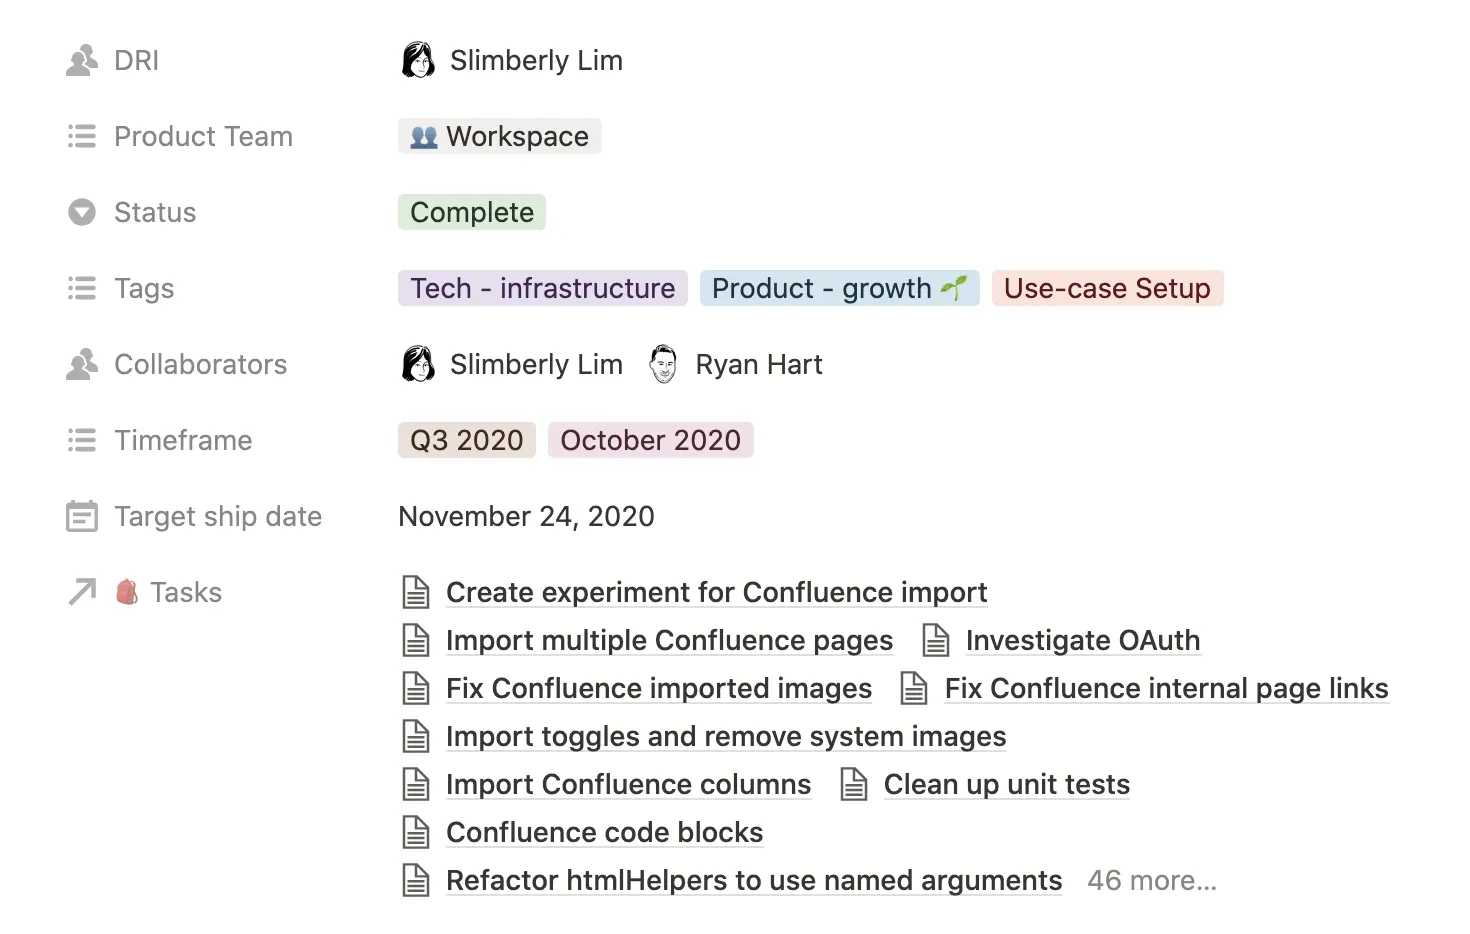 DRI Slimberly Lim
Product Team 👥 Workspace
Status Complete
Tags Tech - infrastructure Product - growth 🌱 Use-case Setup
Collaborators Slimberly Lim Ryan Hart
Timeframe Q3 2020 October 2020
Target ship date November 24, 2020
🎒 Tasks Create experiment for Confluence import
Import multiple Confluence pages Investigate OAuth
Fix Confluence imported images Fix Confluence internal page links
Import toggles and remove system images
Import Confluence columns Clean up unit tests
Confluence code blocks
Refactor htmlHelpers to use named arguments 46 more...